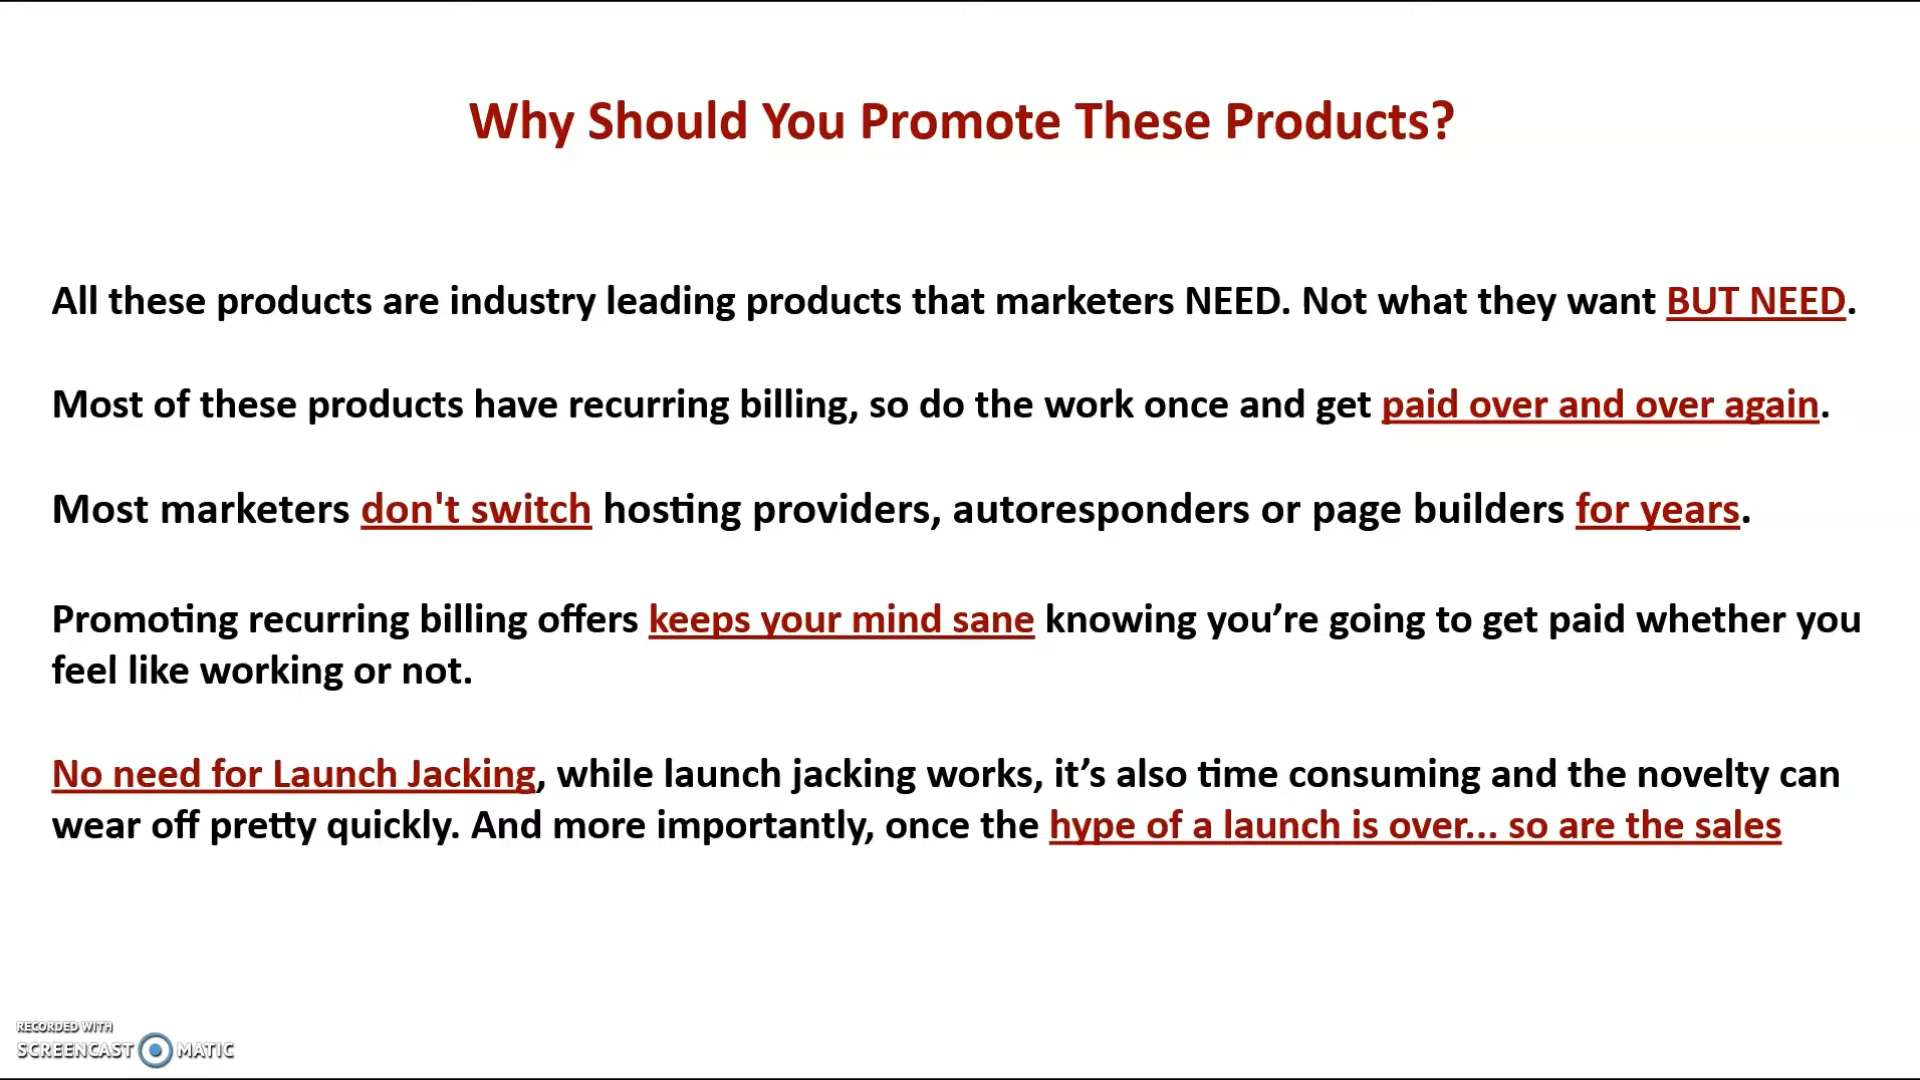 Why Should You Promote These Products?
All these products are industry leading products that marketers NEED. Not what they want BUT NEED.
Most of these products have recurring billing, so do the work once and get paid over and over again.
Most marketers don't switch hosting providers, autoresponders or page builders for years.
Promoting recurring billing offers keeps your mind sane knowing you’re going to get paid whether you
feel like working or not.
No need for Launch Jacking, while launch jacking works, it’s also time consuming and the novelty can
wear off pretty quickly. And more importantly, once the hype of a launch is over... so are the sales
RECORDED WITH
SCREENCAST MATIC